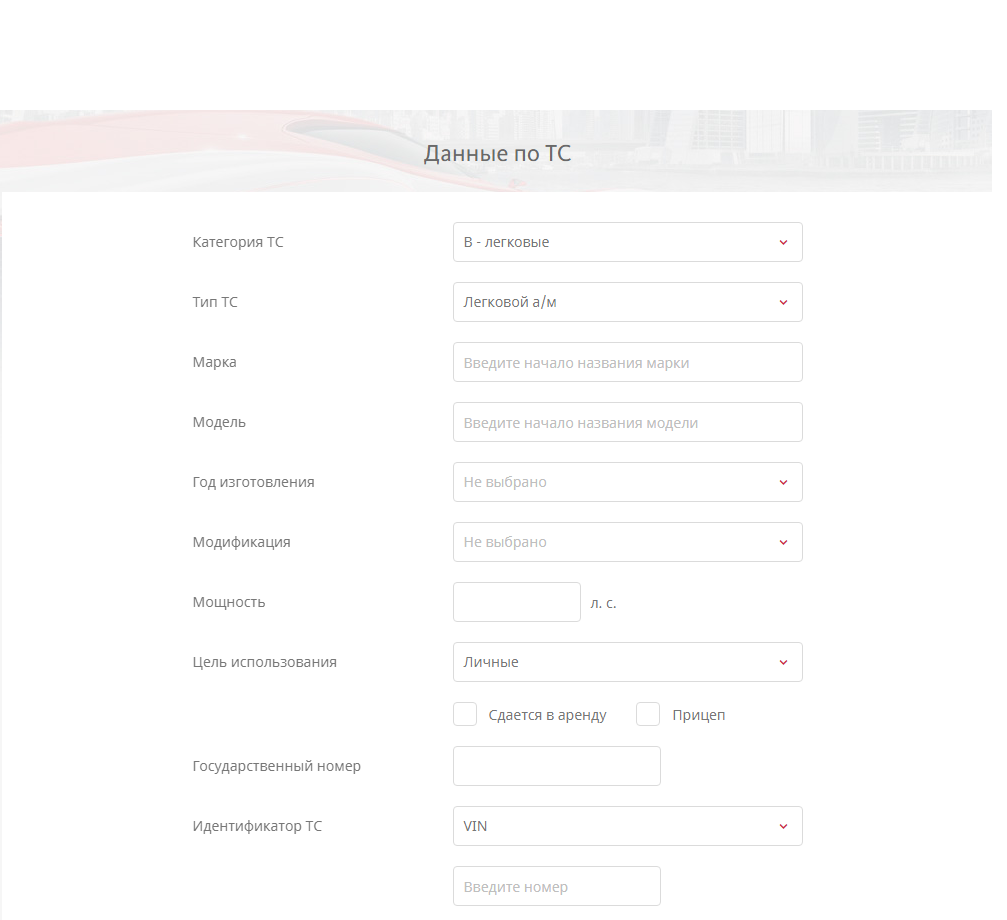 Данные по ТС
Категория ТС B - легковые
Тип ТС Легковой а/м
Марка Введите начало названия марки
Модель Введите начало названия модели
Год изготовления Не выбрано
Модификация Не выбрано
Мощность л. с.
Цель использования Личные
Сдается в аренду Прицеп
Государственный номер
Идентификатор ТС VIN
Введите номер